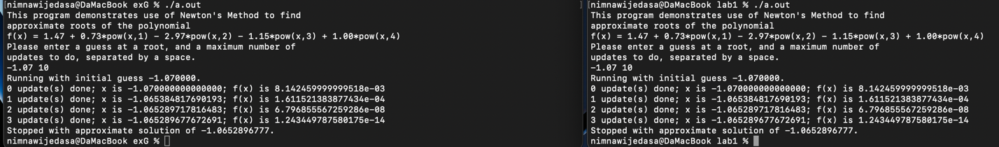 [nimnawijedasa@DaMacBook exG % ./a.out ]
This program demonstrates use of Newton's Method to find
approximate roots of the polynomial
f(x) = 1.47 + 0.73*pow(x,1) - 2.97*pow(x,2) - 1.15*pow(x,3) + 1.00*pow(x,4)
Please enter a guess at a root, and a maximum number of
updates to do, separated by a space.
-1.07 10
Running with initial guess -1.070000.
0 update(s) done; x is -1.070000000000000; f(x) is 8.142459999999518e-03
1 update(s) done; x is -1.065384817690193; f(x) is 1.611521383877434e-04
2 update(s) done; x is -1.065289717816483; f(x) is 6.796855567259286e-08
3 update(s) done; x is -1.065289677672691; f(x) is 1.243449787580175e-14
Stopped with approximate solution of -1.0652896777.
nimnawijedasa@DaMacBook exG %
[nimnawijedasa@DaMacBook lab1 % ./a.out
This program demonstrates use of Newton's Method to find
approximate roots of the polynomial
f(x) = 1.47 + 0.73*pow(x,1) - 2.97*pow(x,2) - 1.15*pow(x,3) + 1.00*pow(x,4)
Please enter a guess at a root, and a maximum number of
updates to do, separated by a space.
-1.07 10
Running with initial guess -1.070000.
0 update(s) done; x is -1.070000000000000; f(x) is 8.142459999999518e-03
1 update(s) done; x is -1.065384817690193; f(x) is 1.611521383877434e-04
2 update(s) done; x is -1.065289717816483; f(x) is 6.796855567259286e-08
3 update(s) done; x is -1.065289677672691; f(x) is 1.243449787580175e-14
Stopped with approximate solution of -1.0652896777.
nimnawijedasa@DaMacBook lab1 %